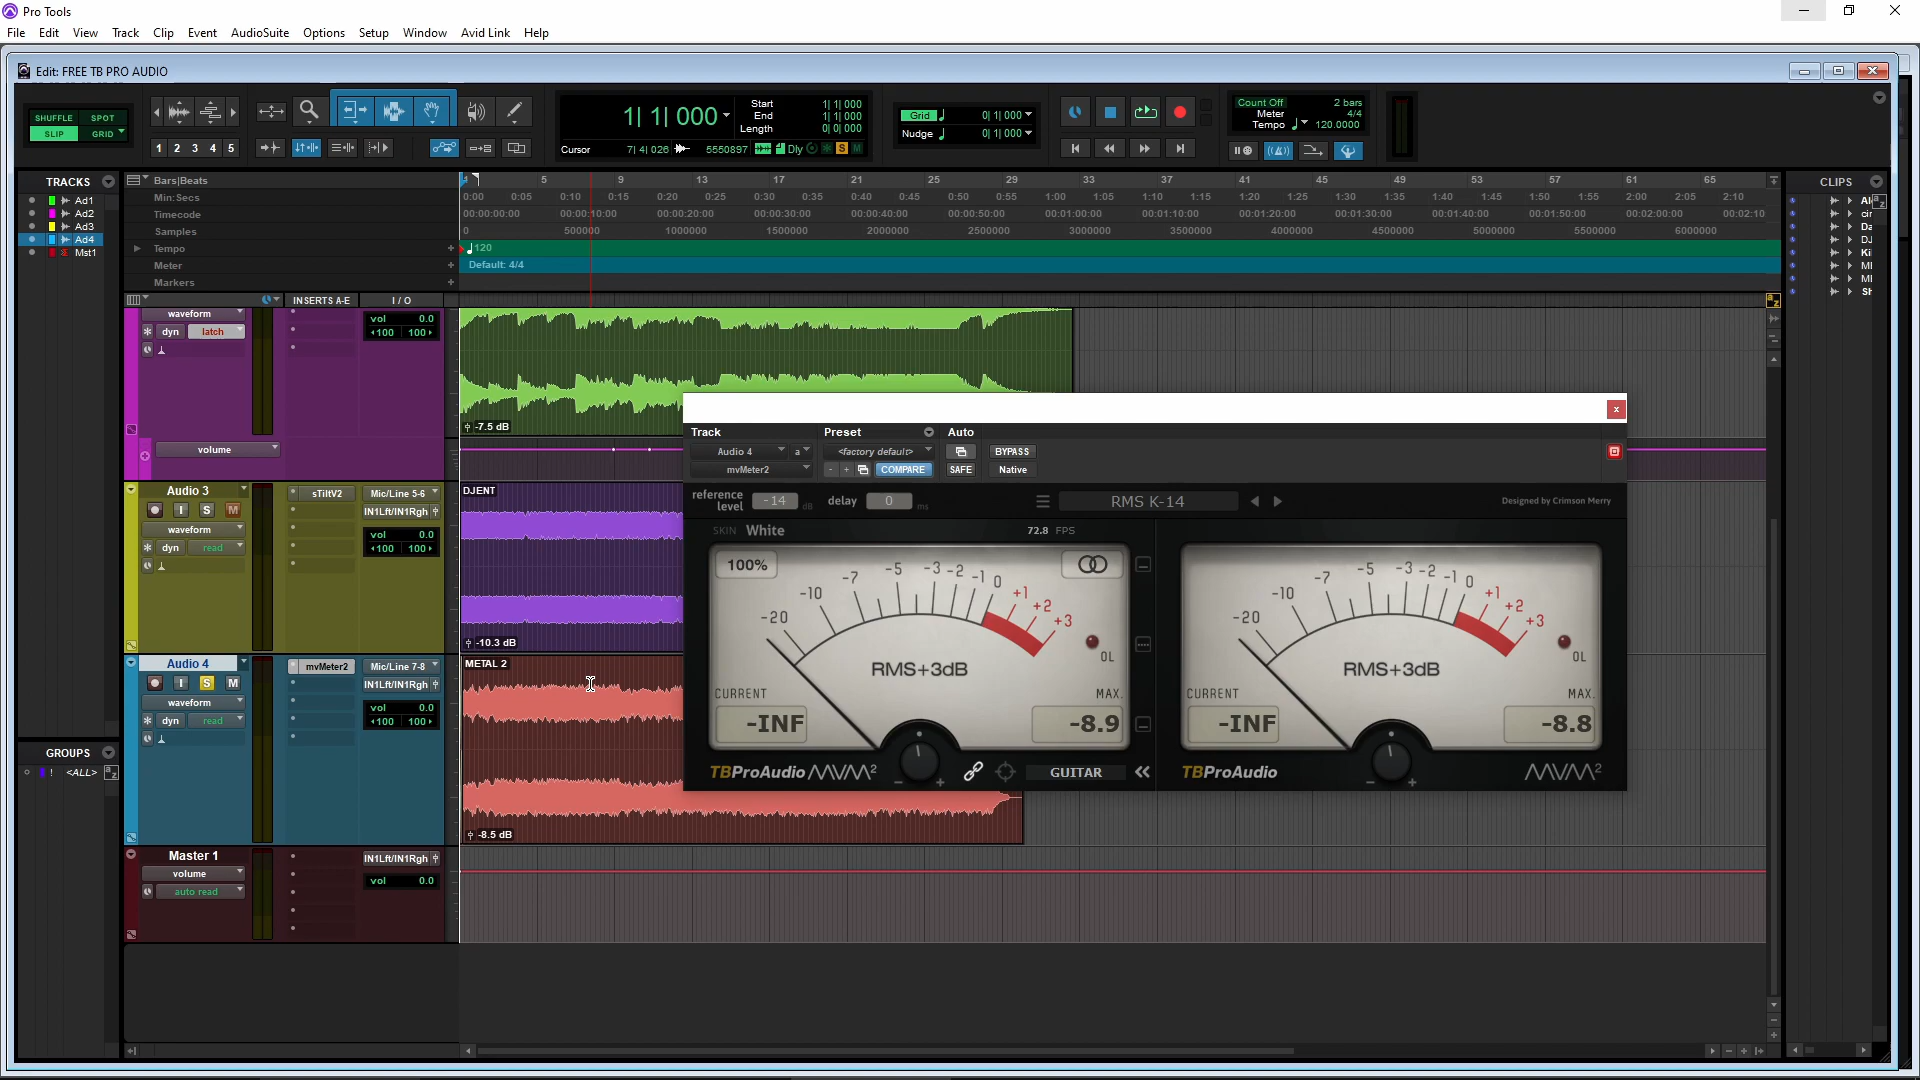 Pro Tools
File Edit View Track Clip Event AudioSuite Options Setup Window Avid Link Help
Edit: FREE TB PRO AUDIO
SHUFFLE SPOT
SLIP GRID
1 2 3 4 5
1| 1| 000
Start 1| 1| 000
End 1| 1| 000
Length 0| 0| 000
Cursor 7| 4| 026 5550897 Dly S M
Grid 0| 1| 000
Nudge 0| 1| 000
Count Off 2 bars
Meter 4/4
Tempo 120.0000
TRACKS
Ad1
Ad2
Ad3
Ad4
Mst1
GROUPS
! <ALL> a z
Bars|Beats 5 9 13 17 21 25 29 33 37 41 45 49 53 57 61 65
Min:Secs 0:00 0:05 0:10 0:15 0:20 0:25 0:30 0:35 0:40 0:45 0:50 0:55 1:00 1:05 1:10 1:15 1:20 1:25 1:30 1:35 1:40 1:45 1:50 1:55 2:00 2:05 2:10
Timecode 00:00:00:00 00:00:10:00 00:00:20:00 00:00:30:00 00:00:40:00 00:00:50:00 00:01:00:00 00:01:10:00 00:01:20:00 00:01:30:00 00:01:40:00 00:01:50:00 00:02:00:00 00:02:10
Samples 0 500000 1000000 1500000 2000000 2500000 3000000 3500000 4000000 4500000 5000000 5500000 6000000
Tempo + 120
Meter + Default: 4/4
Markers +
INSERTS A-E I / O
waveform
dyn latch
vol 0.0
100 100
volume
-7.5 dB
Audio 3
I S M
waveform
dyn read
sTiltV2
Mic/Line 5-6
IN1Lft/IN1Rgh
vol 0.0
100 100
DJENT
-10.3 dB
Audio 4
I S M
waveform
dyn read
mvMeter2
Mic/Line 7-8
IN1Lft/IN1Rgh
vol 0.0
100 100
METAL 2
-8.5 dB
Master 1
volume
auto read
IN1Lft/IN1Rgh
vol 0.0
CLIPS
cir
Da
DJ
Ki
Track Preset Auto
Audio 4 a <factory default> BYPASS
mvMeter2 - + COMPARE SAFE Native
reference level -14 dB delay 0 ms RMS K-14 Designed by Crimson Merry
SKIN White 72.8 FPS
100%
-20 -10 -7 -5 -3 -2 -1 0 +1 +2 +3
OL
RMS+3dB
CURRENT MAX.
-INF -8.9
TBProAudio MVM2 - + GUITAR
-20 -10 -7 -5 -3 -2 -1 0 +1 +2 +3
OL
RMS+3dB
CURRENT MAX.
-INF -8.8
TBProAudio - + MVM2